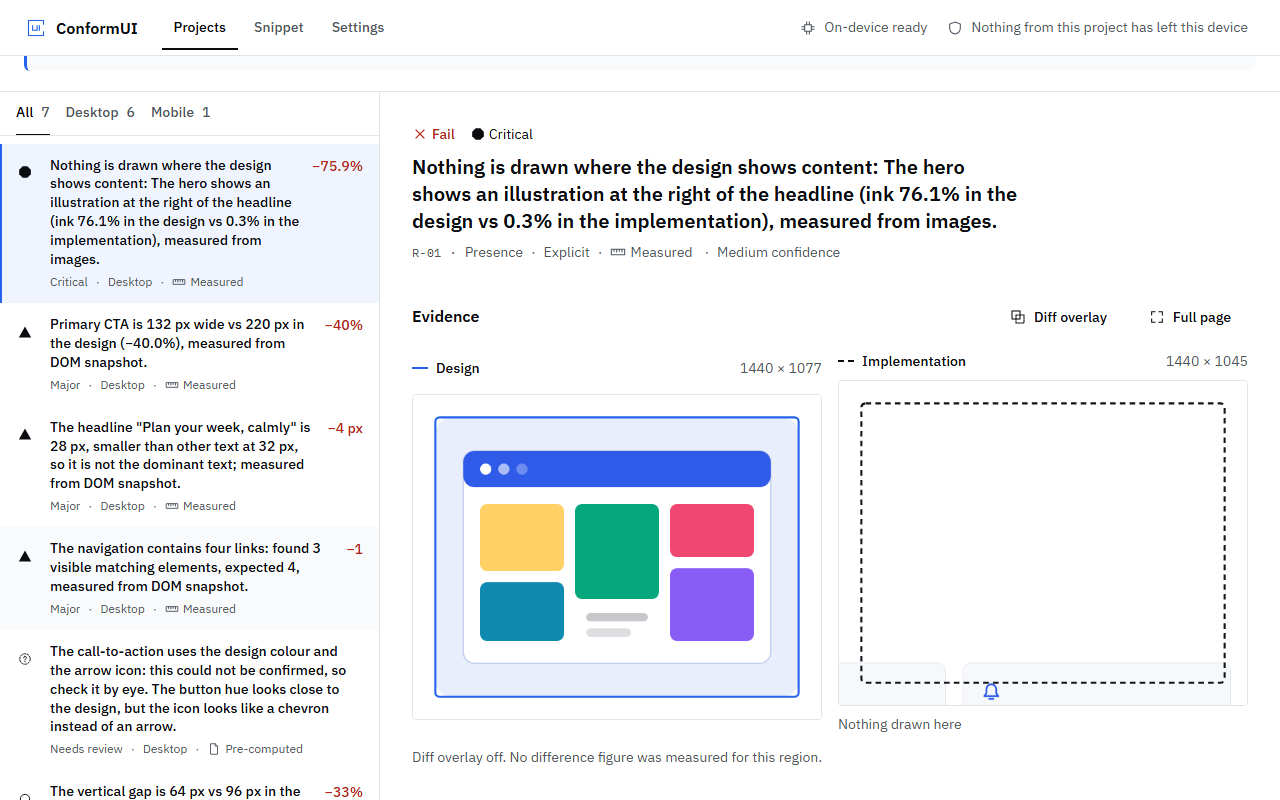 UI ConformUI Projects Snippet Settings On-device ready Nothing from this project has left this device
All 7 Desktop 6 Mobile 1
Nothing is drawn where the design
shows content: The hero shows an
illustration at the right of the headline
(ink 76.1% in the design vs 0.3% in the
implementation), measured from
images.
−75.9%
Critical · Desktop · Measured
Primary CTA is 132 px wide vs 220 px in
the design (−40.0%), measured from
DOM snapshot.
−40%
Major · Desktop · Measured
The headline "Plan your week, calmly" is
28 px, smaller than other text at 32 px,
so it is not the dominant text; measured
from DOM snapshot.
−4 px
Major · Desktop · Measured
The navigation contains four links: found 3
visible matching elements, expected 4,
measured from DOM snapshot.
−1
Major · Desktop · Measured
The call-to-action uses the design colour and
the arrow icon: this could not be confirmed, so
check it by eye. The button hue looks close to
the design, but the icon looks like a chevron
instead of an arrow.
Needs review · Desktop · Pre-computed
The vertical gap is 64 px vs 96 px in the
−33%
Fail Critical
Nothing is drawn where the design shows content: The hero
shows an illustration at the right of the headline (ink 76.1% in the
design vs 0.3% in the implementation), measured from images.
R-01 · Presence · Explicit · Measured · Medium confidence
Evidence Diff overlay Full page
Design 1440 × 1077
Implementation 1440 × 1045
Nothing drawn here
Diff overlay off. No difference figure was measured for this region.